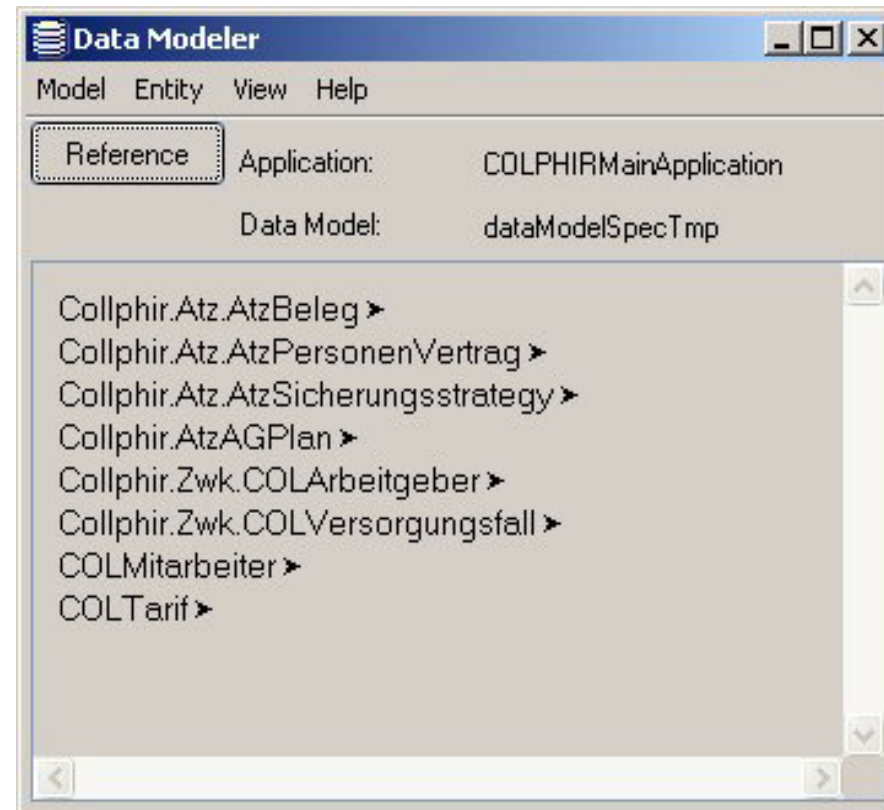 Data Modeler
Model Entity View Help
Reference Application: COLPHIRMainApplication
Data Model: dataModelSpecTmp
Collphir.Atz.AtzBeleg
Collphir.Atz.AtzPersonenVertrag
Collphir.Atz.AtzSicherungsstrategy
Collphir.AtzAGPlan
Collphir.Zwk.COLArbeitgeber
Collphir.Zwk.COLVersorgungsfall
COLMitarbeiter
COLTarif